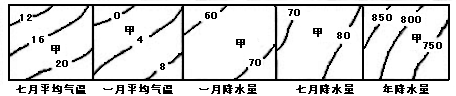 12 16 甲 20
0 甲 4 8
60 甲 70
70 甲 80
850 800 甲 750
七月平均气温 一月平均气温 一月降水量 七月降水量 年降水量